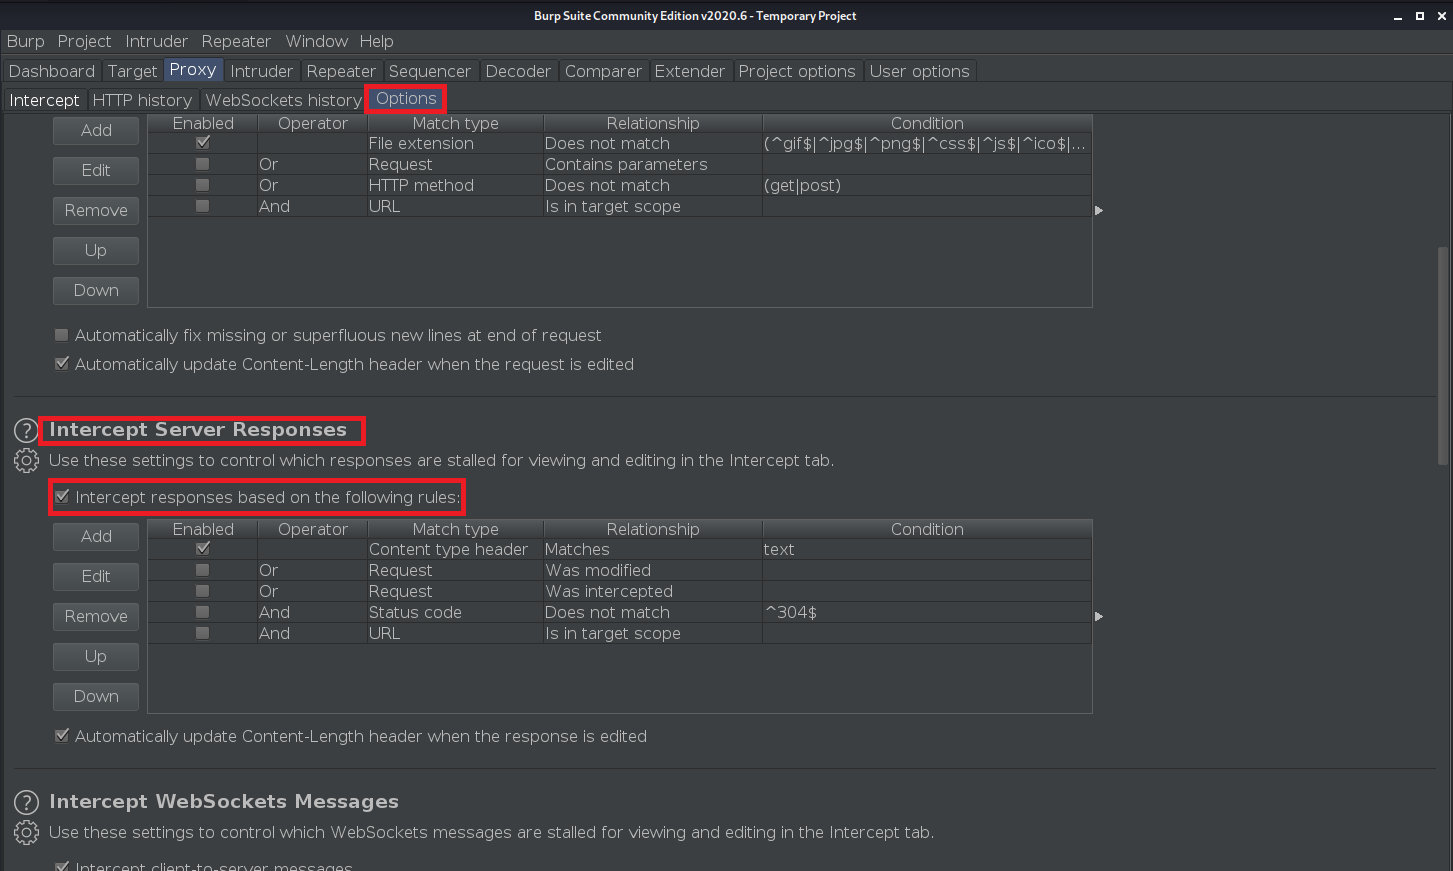 Burp Suite Community Edition v2020.6 - Temporary Project
Burp Project Intruder Repeater Window Help
Dashboard Target Proxy Intruder Repeater Sequencer Decoder Comparer Extender Project options User options
Intercept HTTP history WebSockets history Options
Add
Edit
Remove
Up
Down
Enabled Operator Match type Relationship Condition
File extension Does not match (^gif$|^jpg$|^png$|^css$|^js$|^ico$|...
Or Request Contains parameters
Or HTTP method Does not match (get|post)
And URL Is in target scope
Automatically fix missing or superfluous new lines at end of request
Automatically update Content-Length header when the request is edited
? Intercept Server Responses
Use these settings to control which responses are stalled for viewing and editing in the Intercept tab.
Intercept responses based on the following rules:
Add
Edit
Remove
Up
Down
Enabled Operator Match type Relationship Condition
Content type header Matches text
Or Request Was modified
Or Request Was intercepted
And Status code Does not match ^304$
And URL Is in target scope
Automatically update Content-Length header when the response is edited
? Intercept WebSockets Messages
Use these settings to control which WebSockets messages are stalled for viewing and editing in the Intercept tab.
Intercept client-to-server messages